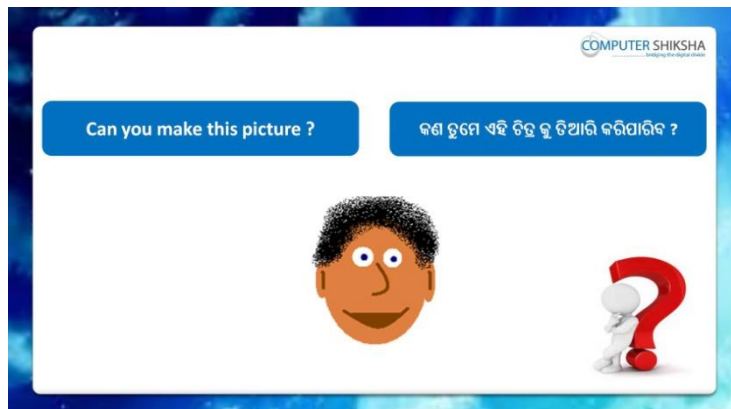 COMPUTER SHIKSHA
bridging the digital divide
Can you make this picture ?
କଣ ତୁମେ ଏହି ଚିତ୍ର କୁ ତିଆରି କରିପାରିବ ?